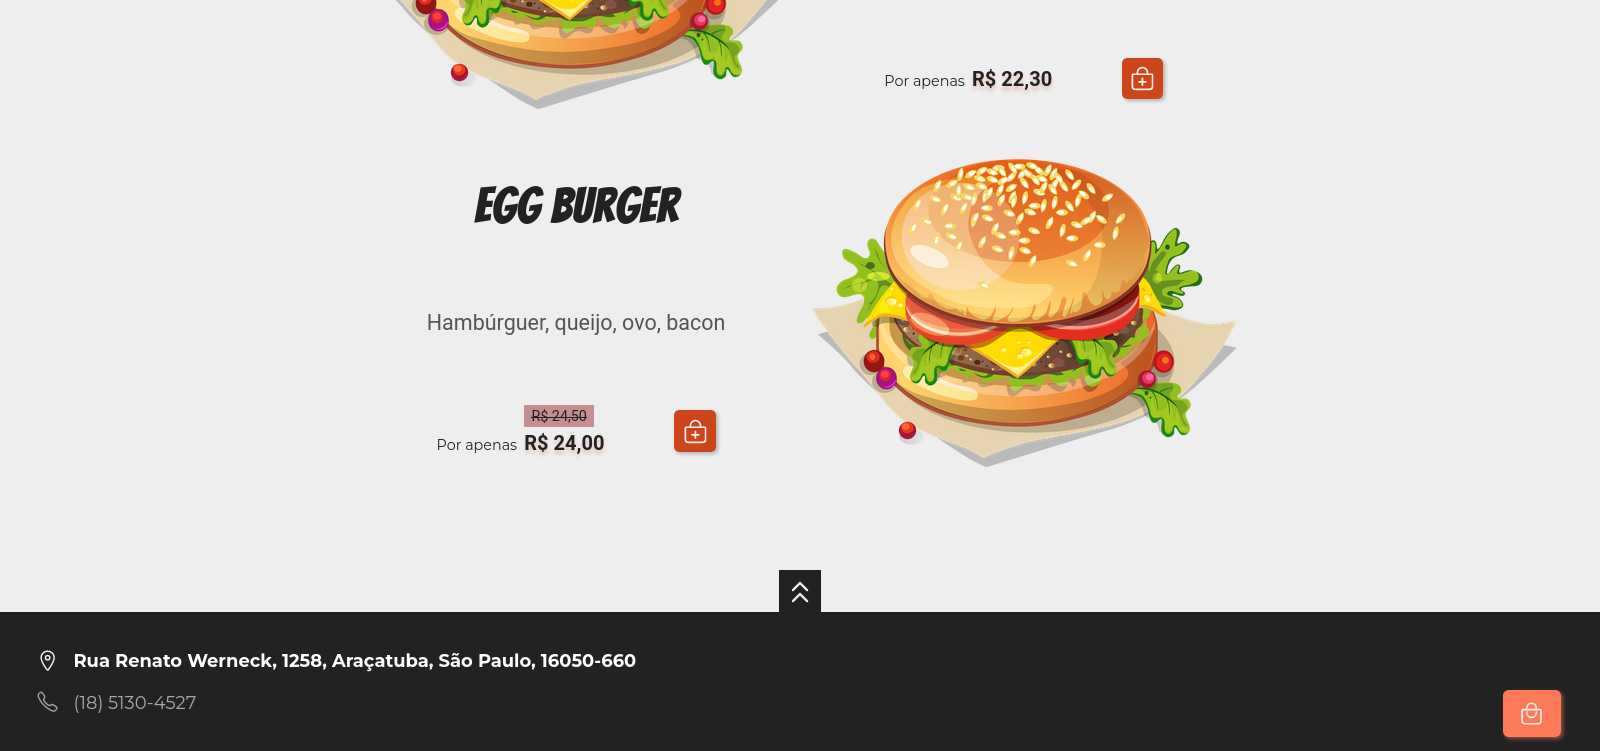 Por apenas R$ 22,30
EGG BURGER
Hambúrguer, queijo, ovo, bacon
R$ 24,50
Por apenas R$ 24,00
Rua Renato Werneck, 1258, Araçatuba, São Paulo, 16050-660
(18) 5130-4527